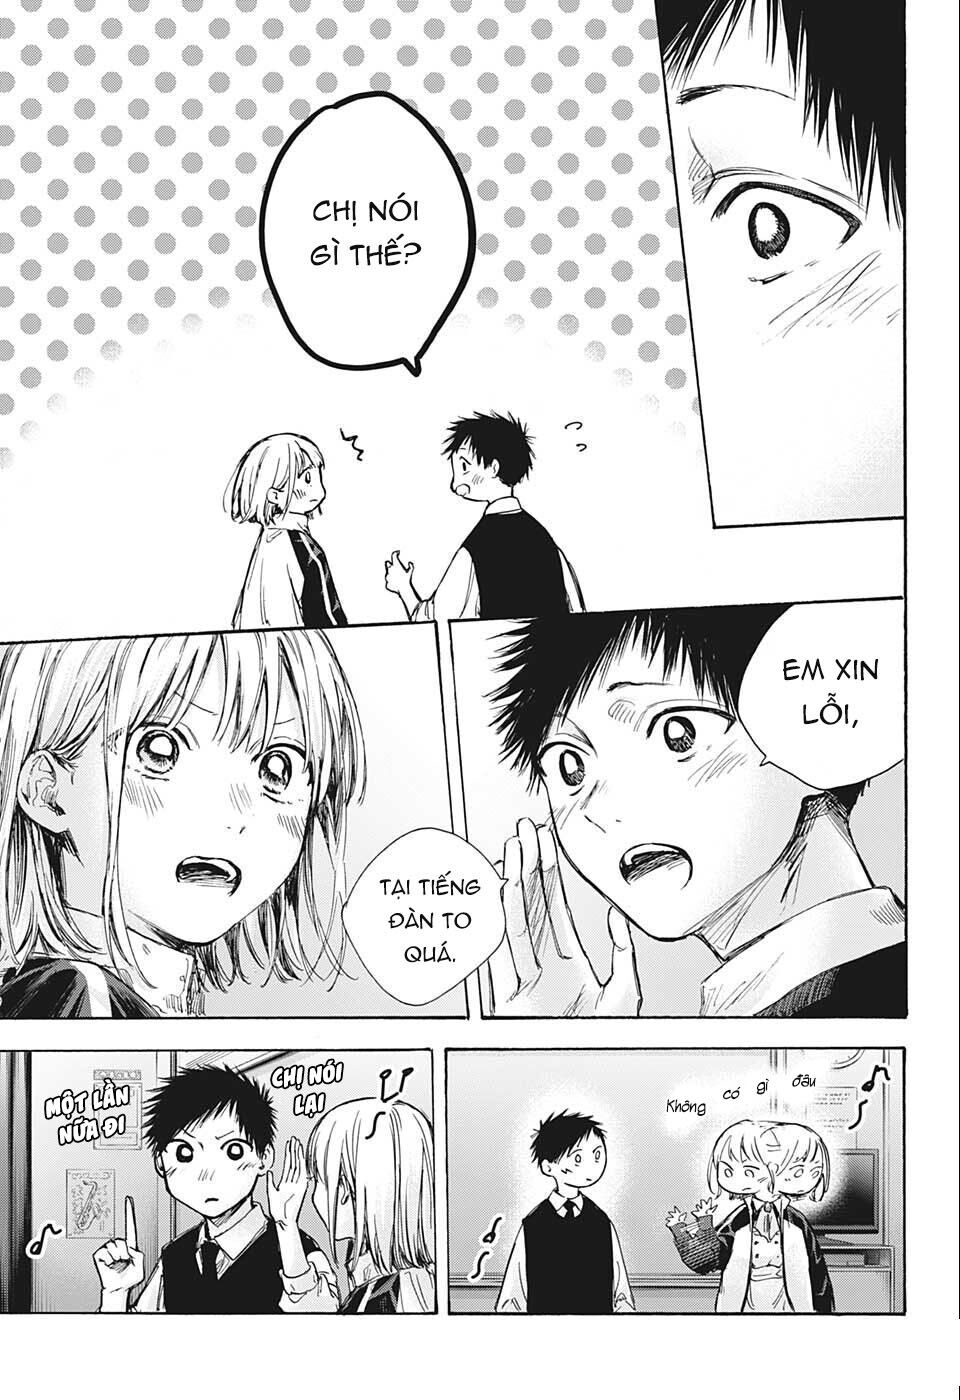 CHỊ NÓI
GÌ THẾ?
EM XIN
LỖI,
TẠI TIẾNG
ĐÀN TO
QUÁ.
Không có gì đâu
CHỊ NÓI
LẠI
MỘT LẦN
NỮA ĐI